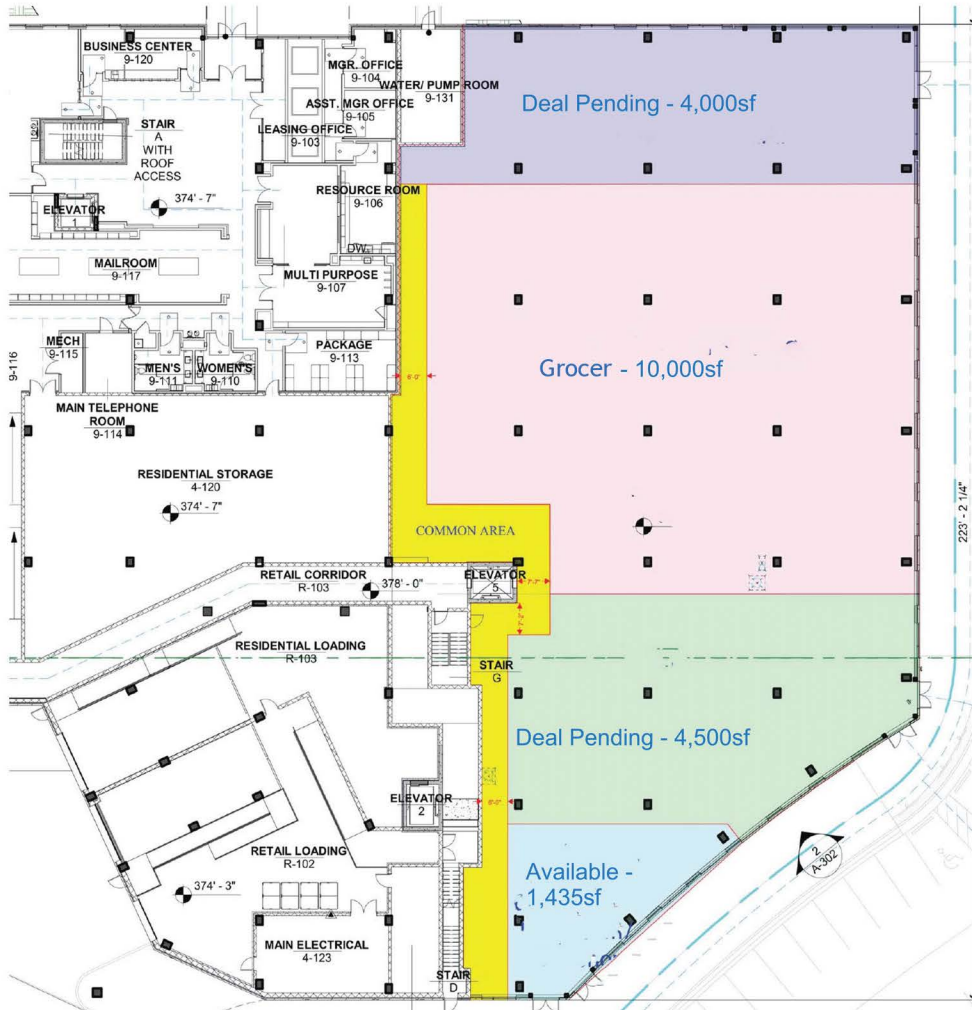 BUSINESS CENTER
9-120
MGR. OFFICE
9-104
WATER/ PUMP ROOM
9-131
ASST. MGR OFFICE
9-105
LEASING OFFICE
9-103
STAIR
A
WITH
ROOF
ACCESS
Deal Pending - 4,000sf
RESOURCE ROOM
9-106
374' - 7"
ELEVATOR
1
DW.
MAILROOM
9-117
MULTI PURPOSE
9-107
MECH
9-115
PACKAGE
9-113
MEN'S
9-111
WOMEN'S
9-110
9-116
Grocer - 10,000sf
6'-0"
MAIN TELEPHONE
ROOM
9-114
RESIDENTIAL STORAGE
4-120
374' - 7"
COMMON AREA
223' - 2 1/4"
RETAIL CORRIDOR
R-103
378' - 0"
ELEVATOR
5
7'-7"
RESIDENTIAL LOADING
R-103
STAIR
G
Deal Pending - 4,500sf
ELEVATOR
2
RETAIL LOADING
R-102
374' - 3"
Available -
1,435sf
2
A-302
MAIN ELECTRICAL
4-123
STAIR
D